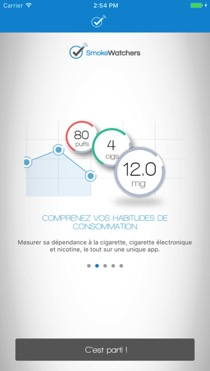 Carrier
2:54 PM
SmokeWatchers
80
puffs
4
cigs
12.0
mg
COMPRENEZ VOS HABITUDES DE
CONSOMMATION
Mesurer sa dépendance à la cigarette, cigarette électronique
et nicotine, le tout sur une unique app.
C'est parti !